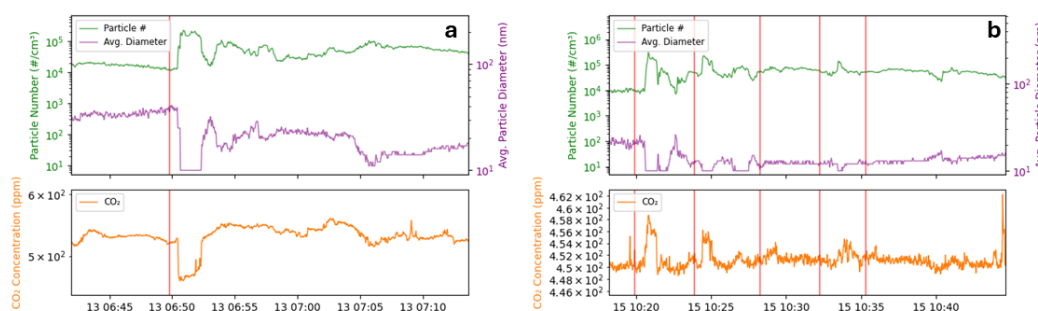 a
Particle #
Avg. Diameter
Particle Number (#/cm³)
10⁵
10⁴
10³
10²
10¹
Avg. Particle Diameter (nm)
10²
10¹
CO₂
CO₂ Concentration (ppm)
6 × 10²
5 × 10²
13 06:45
13 06:50
13 06:55
13 07:00
13 07:05
13 07:10
b
Particle #
Avg. Diameter
Particle Number (#/cm³)
10⁶
10⁵
10⁴
10³
10²
10¹
Avg. Particle Diameter (nm)
10²
10¹
CO₂
CO₂ Concentration (ppm)
4.62 × 10²
4.6 × 10²
4.58 × 10²
4.56 × 10²
4.54 × 10²
4.52 × 10²
4.5 × 10²
4.48 × 10²
4.46 × 10²
15 10:20
15 10:25
15 10:30
15 10:35
15 10:40